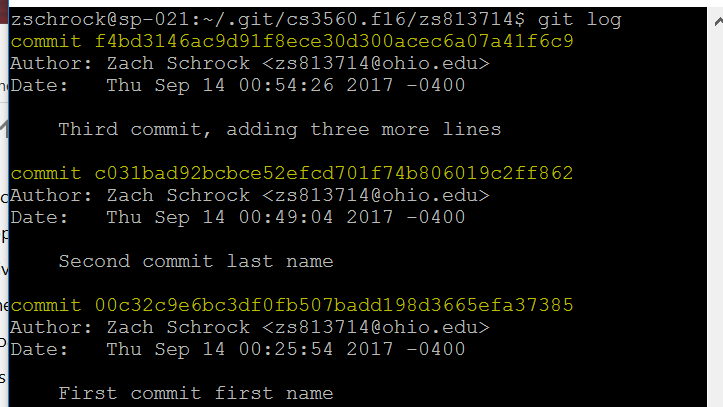 zschrock@sp-021:~/.git/cs3560.f16/zs813714$ git log
commit f4bd3146ac9d91f8ece30d300acec6a07a41f6c9
Author: Zach Schrock <zs813714@ohio.edu>
Date:   Thu Sep 14 00:54:26 2017 -0400
Third commit, adding three more lines
commit c031bad92bcbce52efcd701f74b806019c2ff862
Author: Zach Schrock <zs813714@ohio.edu>
Date:   Thu Sep 14 00:49:04 2017 -0400
Second commit last name
commit 00c32c9e6bc3df0fb507badd198d3665efa37385
Author: Zach Schrock <zs813714@ohio.edu>
Date:   Thu Sep 14 00:25:54 2017 -0400
First commit first name